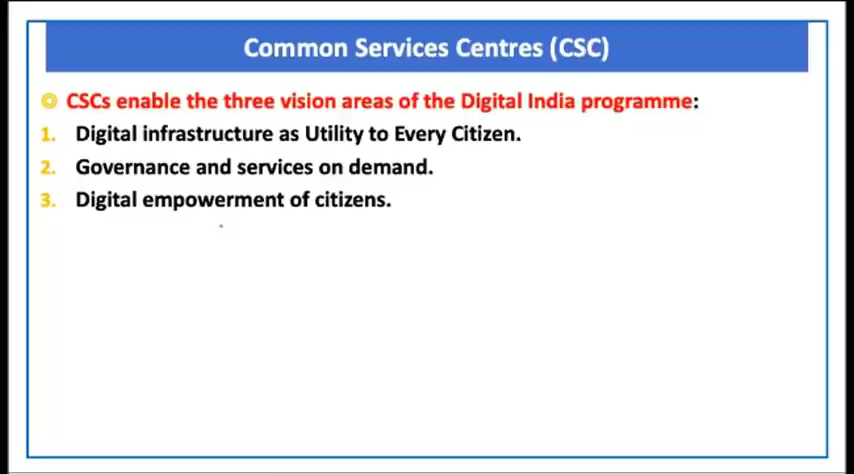 Common Services Centres (CSC)
CSCs enable the three vision areas of the Digital India programme:
1. Digital infrastructure as Utility to Every Citizen.
2. Governance and services on demand.
3. Digital empowerment of citizens.